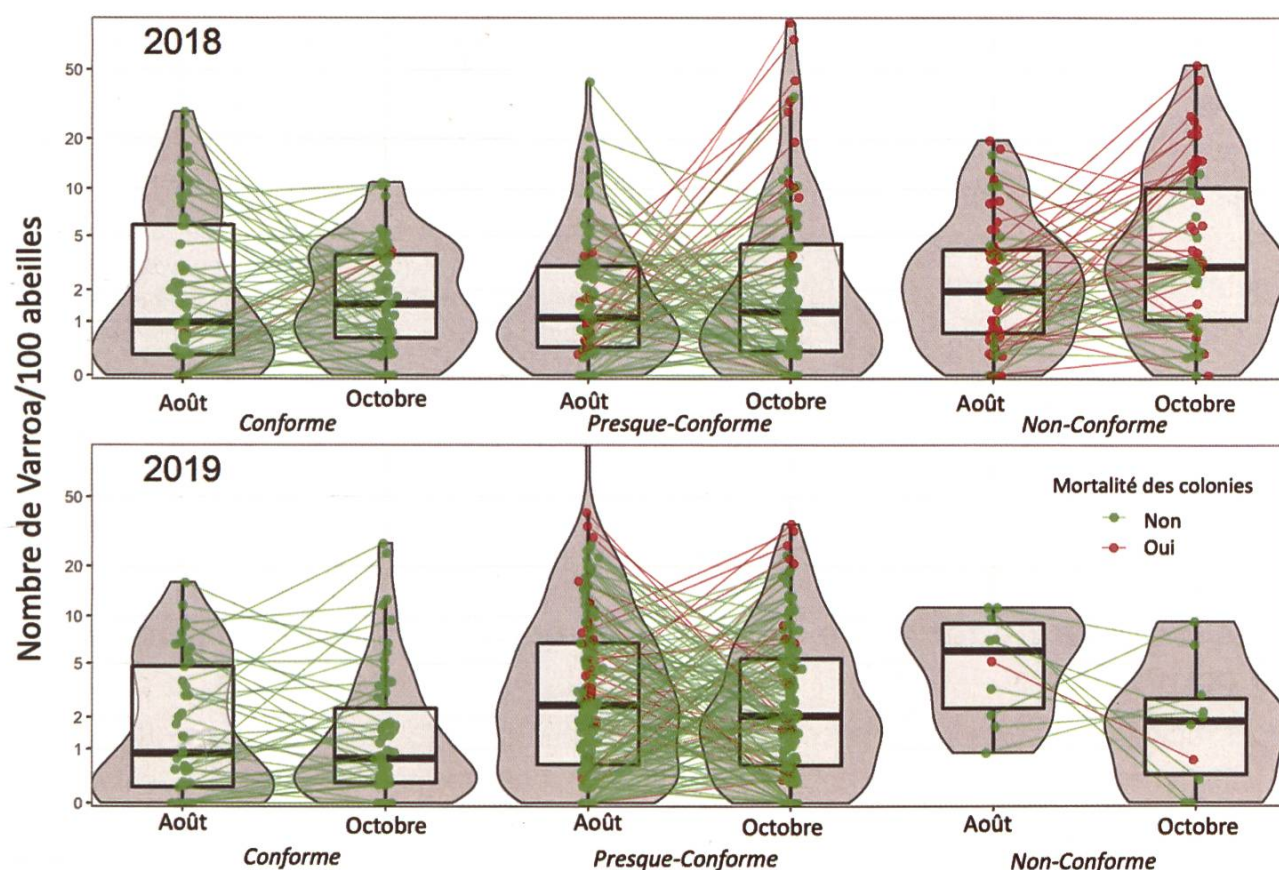 Nombre de Varroa/100 abeilles
2018
50
20
10
5
2
1
0
Août
Octobre
Conforme
Août
Octobre
Presque-Conforme
Août
Octobre
Non-Conforme
2019
50
20
10
5
2
1
0
Mortalité des colonies
Non
Oui
Août
Octobre
Conforme
Août
Octobre
Presque-Conforme
Août
Octobre
Non-Conforme